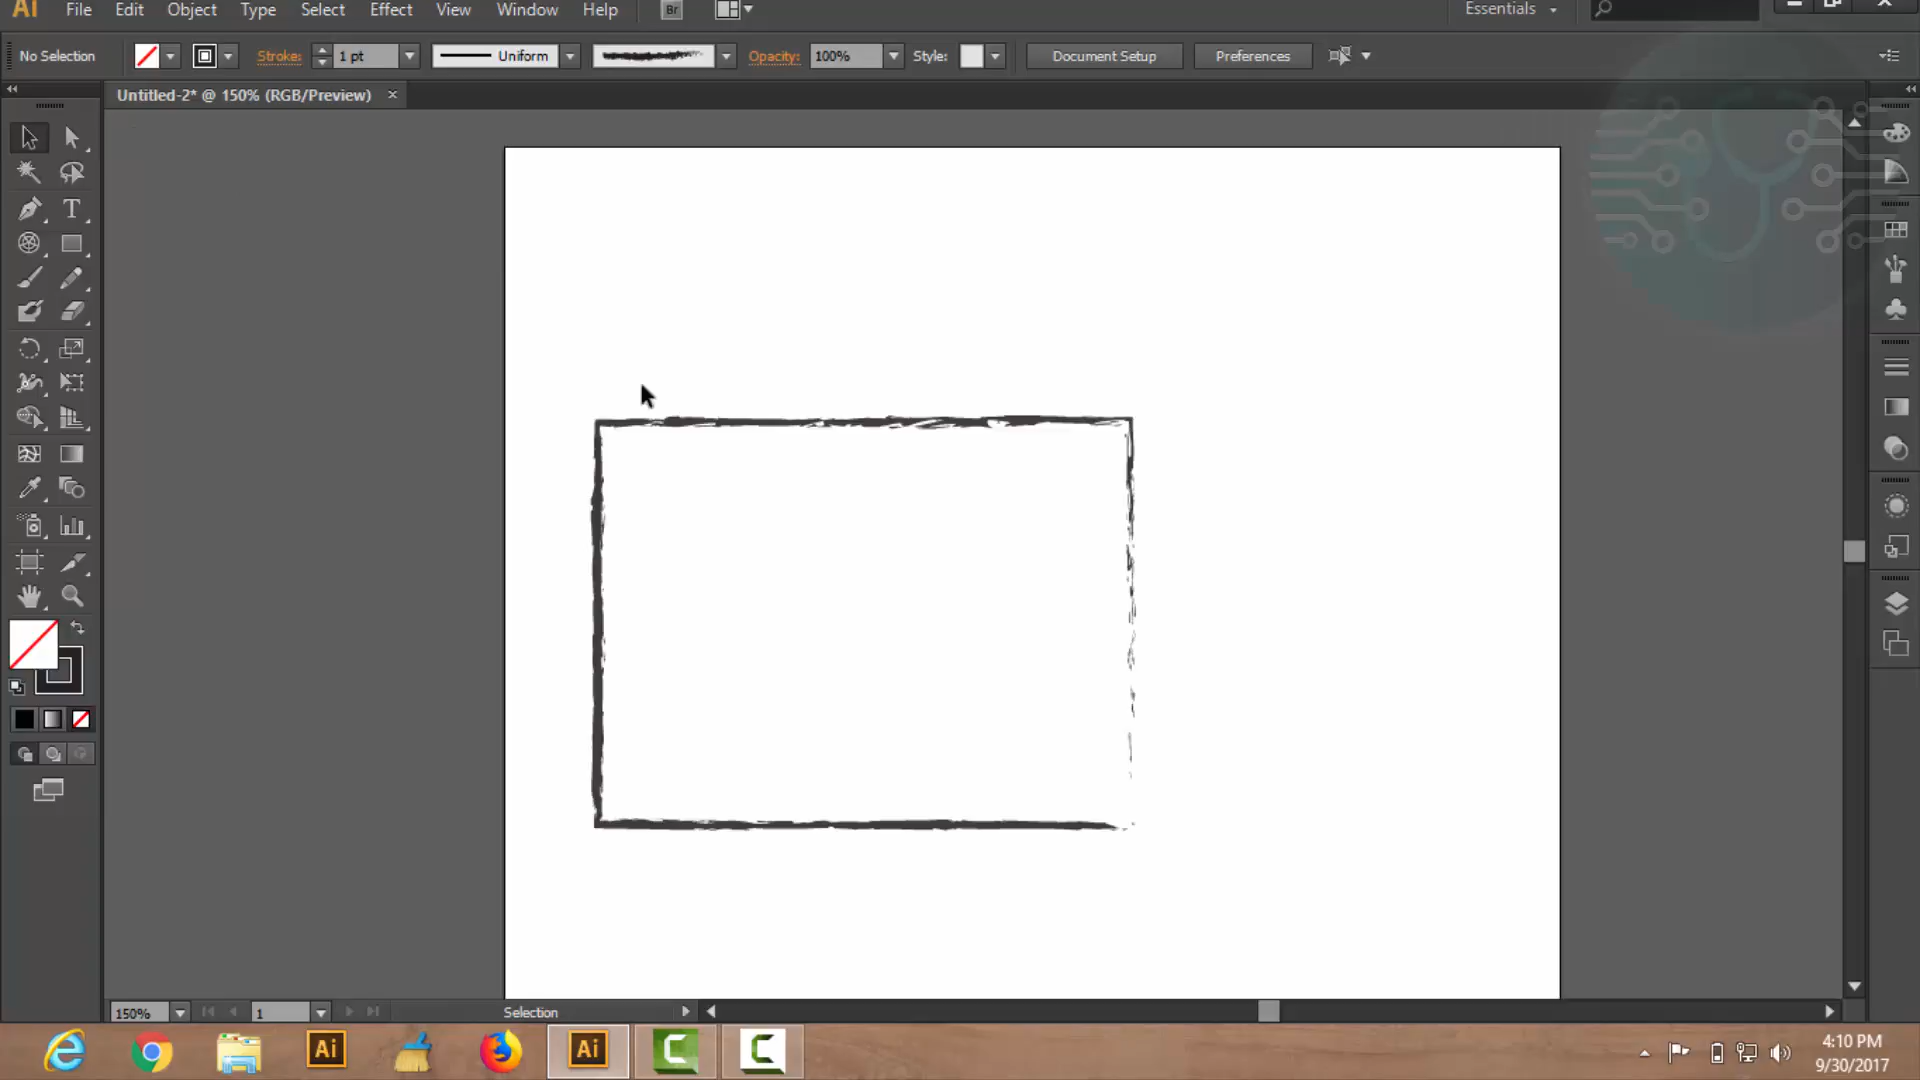 Ai File Edit Object Type Select Effect View Window Help Br Essentials
No Selection Stroke: 1 pt Uniform Opacity: 100% Style: Document Setup Preferences
Untitled-2* @ 150% (RGB/Preview) ×
T
150% 1 Selection
Ai Ai C C
4:10 PM
9/30/2017